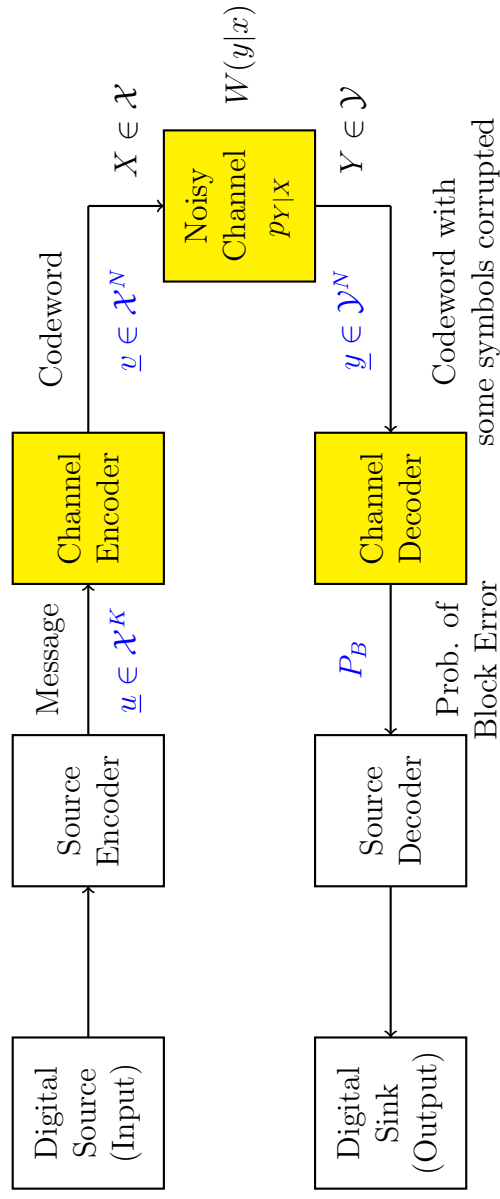 Digital
Source
(Input)
Source
Encoder
Message
u ∈ 𝒳^K
Channel
Encoder
Codeword
v ∈ 𝒳^N
X ∈ 𝒳
Noisy
Channel
p_{Y|X}
W(y|x)
Y ∈ 𝒴
y ∈ 𝒴^N
Codeword with
some symbols corrupted
Channel
Decoder
P_B
Prob. of
Block Error
Source
Decoder
Digital
Sink
(Output)